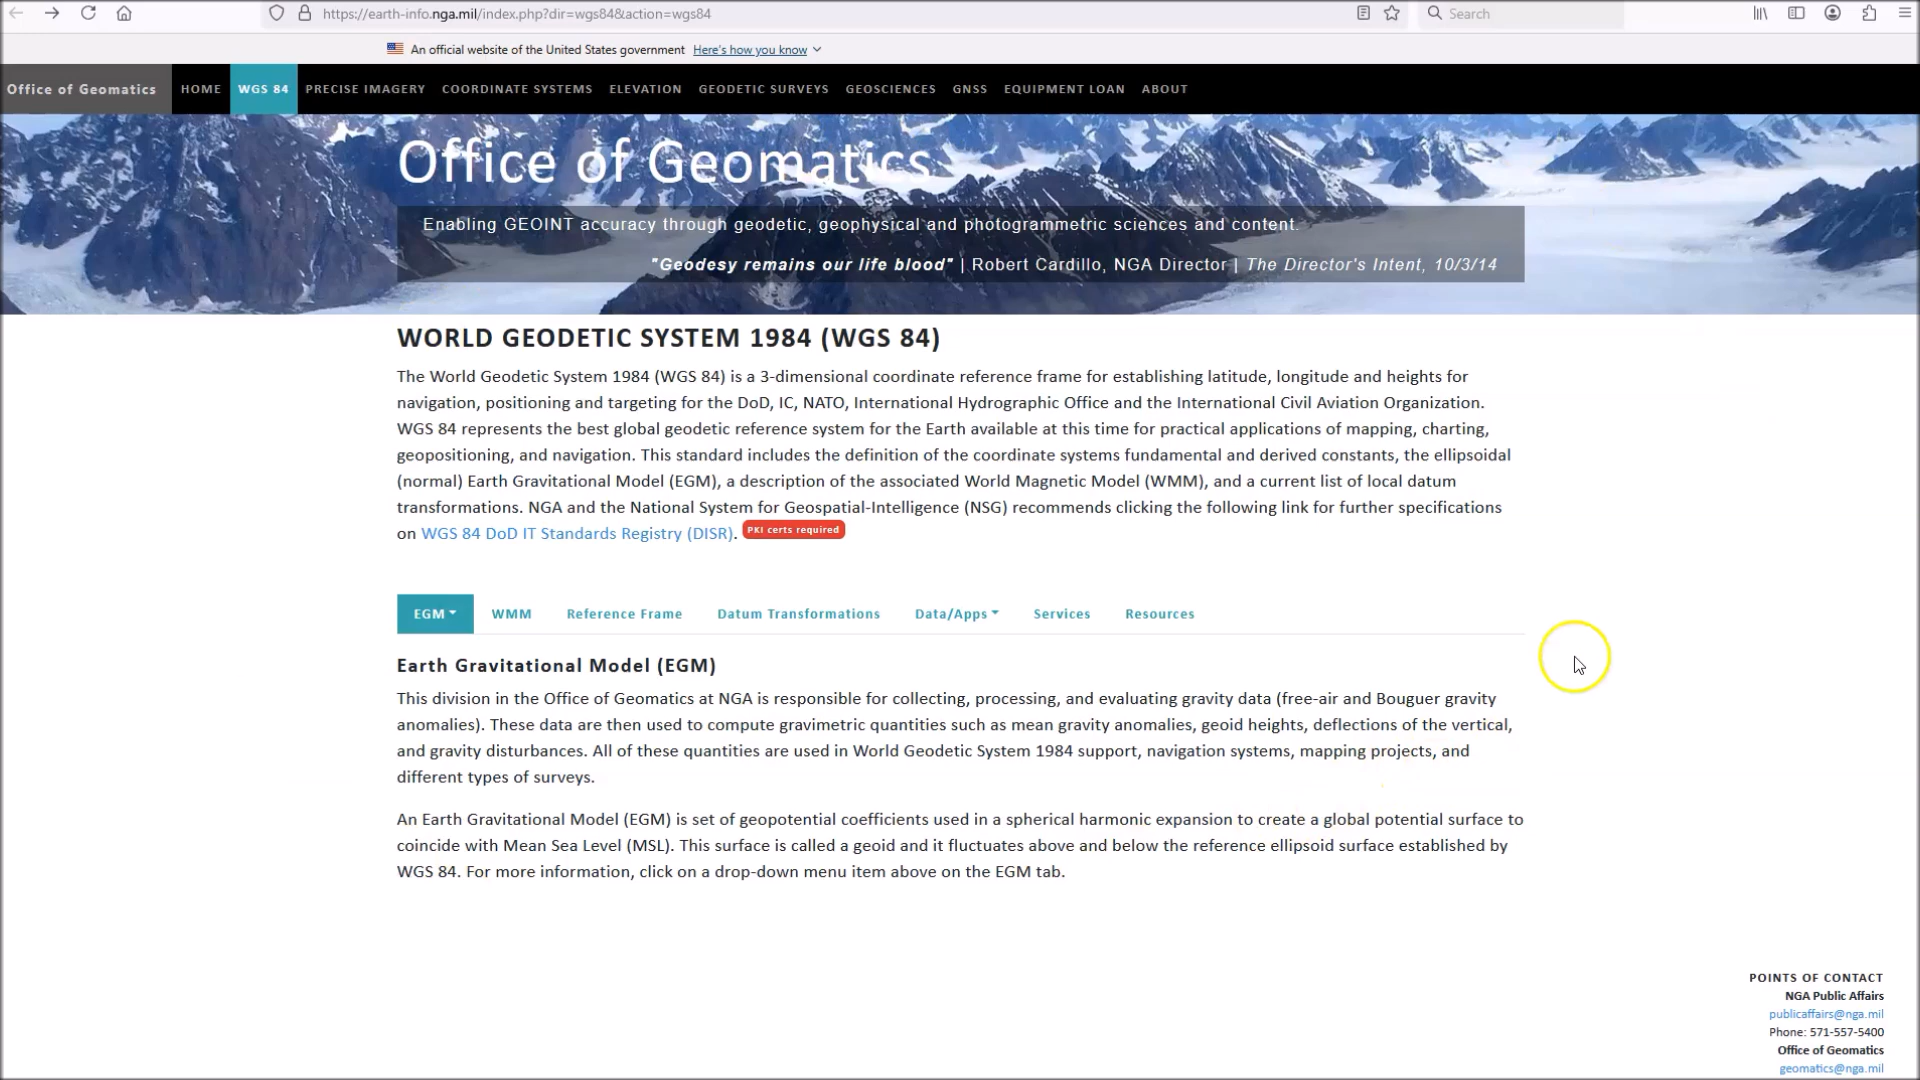 https://earth-info.nga.mil/index.php?dir=wgs84&action=wgs84
Search
An official website of the United States government Here's how you know
Office of Geomatics HOME WGS 84 PRECISE IMAGERY COORDINATE SYSTEMS ELEVATION GEODETIC SURVEYS GEOSCIENCES GNSS EQUIPMENT LOAN ABOUT
Office of Geomatics
Enabling GEOINT accuracy through geodetic, geophysical and photogrammetric sciences and content.
"Geodesy remains our life blood" | Robert Cardillo, NGA Director | The Director's Intent, 10/3/14
WORLD GEODETIC SYSTEM 1984 (WGS 84)
The World Geodetic System 1984 (WGS 84) is a 3-dimensional coordinate reference frame for establishing latitude, longitude and heights for
navigation, positioning and targeting for the DoD, IC, NATO, International Hydrographic Office and the International Civil Aviation Organization.
WGS 84 represents the best global geodetic reference system for the Earth available at this time for practical applications of mapping, charting,
geopositioning, and navigation. This standard includes the definition of the coordinate systems fundamental and derived constants, the ellipsoidal
(normal) Earth Gravitational Model (EGM), a description of the associated World Magnetic Model (WMM), and a current list of local datum
transformations. NGA and the National System for Geospatial-Intelligence (NSG) recommends clicking the following link for further specifications
on WGS 84 DoD IT Standards Registry (DISR). PKI certs required
EGM WMM Reference Frame Datum Transformations Data/Apps Services Resources
Earth Gravitational Model (EGM)
This division in the Office of Geomatics at NGA is responsible for collecting, processing, and evaluating gravity data (free-air and Bouguer gravity
anomalies). These data are then used to compute gravimetric quantities such as mean gravity anomalies, geoid heights, deflections of the vertical,
and gravity disturbances. All of these quantities are used in World Geodetic System 1984 support, navigation systems, mapping projects, and
different types of surveys.
An Earth Gravitational Model (EGM) is set of geopotential coefficients used in a spherical harmonic expansion to create a global potential surface to
coincide with Mean Sea Level (MSL). This surface is called a geoid and it fluctuates above and below the reference ellipsoid surface established by
WGS 84. For more information, click on a drop-down menu item above on the EGM tab.
POINTS OF CONTACT
NGA Public Affairs
publicaffairs@nga.mil
Phone: 571-557-5400
Office of Geomatics
geomatics@nga.mil